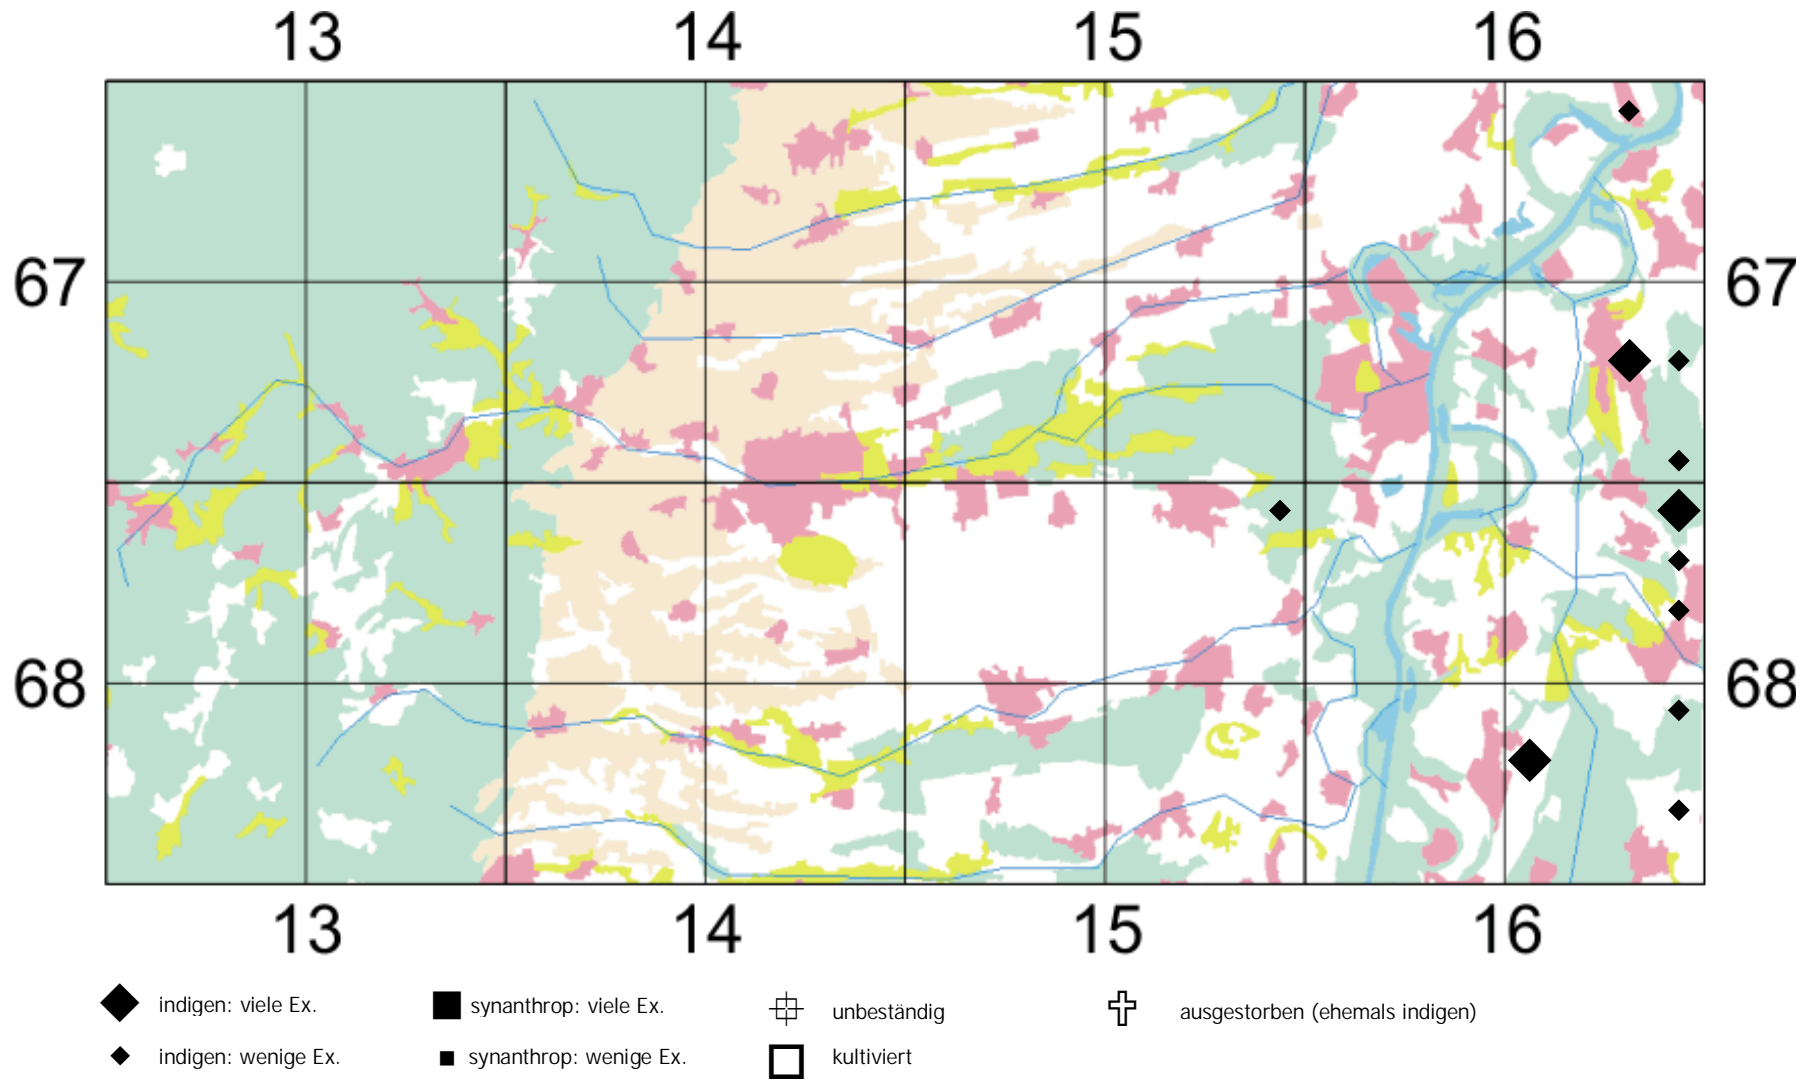 13 14 15 16
67 67
68 68
13 14 15 16
indigen: viele Ex. synanthrop: viele Ex. unbeständig ausgestorben (ehemals indigen)
indigen: wenige Ex. synanthrop: wenige Ex. kultiviert